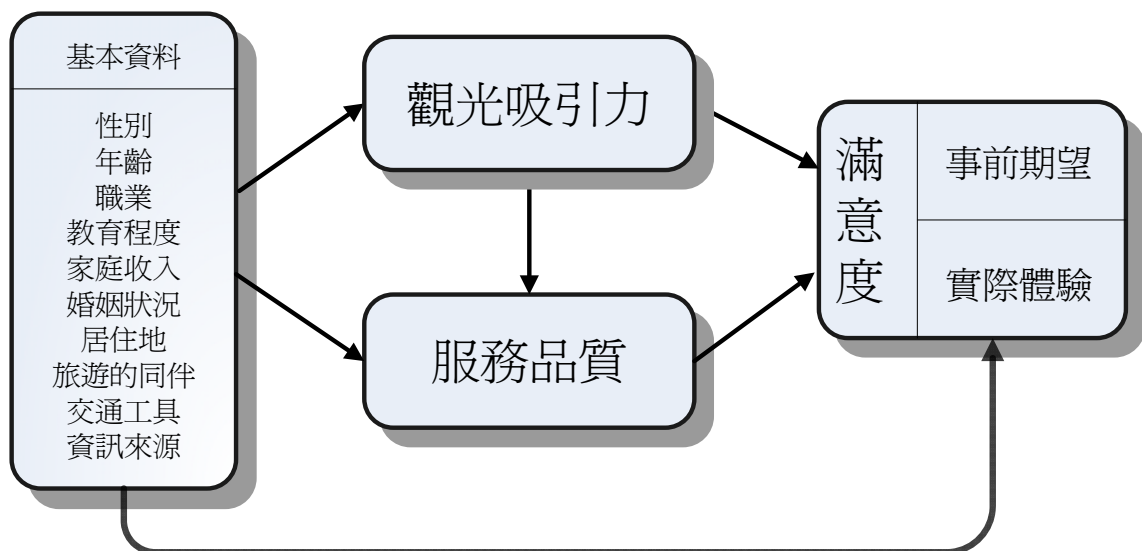 基本資料
性別
年齡
職業
教育程度
家庭收入
婚姻狀況
居住地
旅遊的同伴
交通工具
資訊來源
觀光吸引力
服務品質
滿意度
事前期望
實際體驗